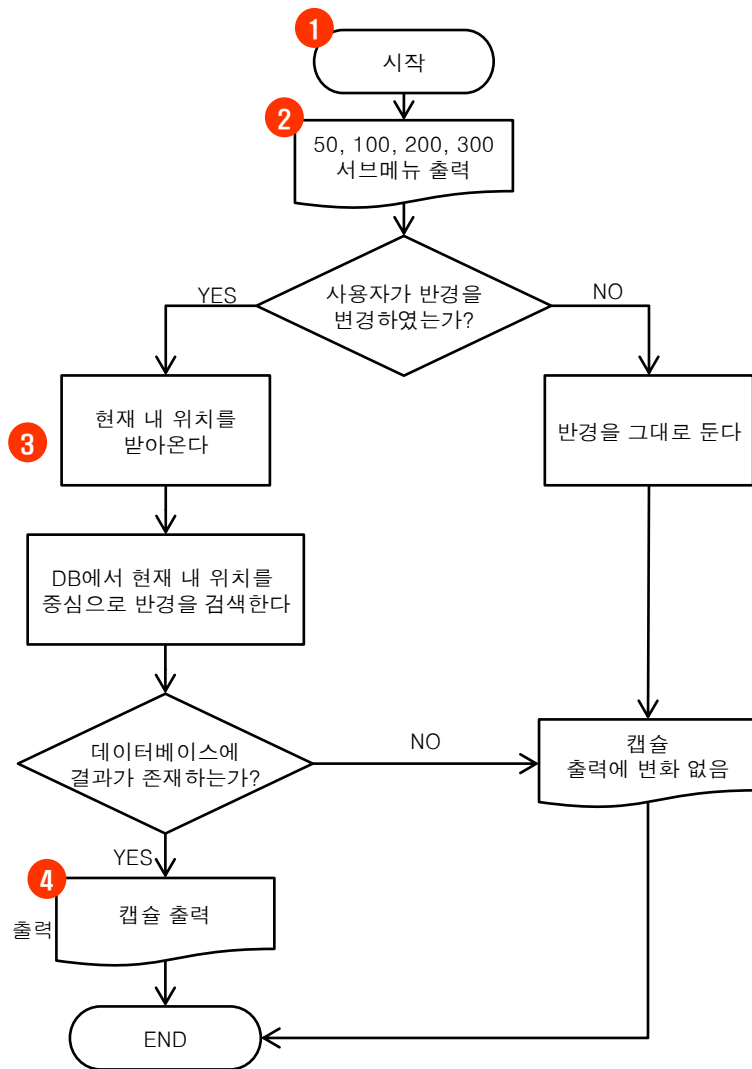 1
시작
2
50, 100, 200, 300
서브메뉴 출력
사용자가 반경을
변경하였는가?
YES
NO
3
현재 내 위치를
받아온다
반경을 그대로 둔다
DB에서 현재 내 위치를
중심으로 반경을 검색한다
데이터베이스에
결과가 존재하는가?
NO
캡슐
출력에 변화 없음
YES
4
출력
캡슐 출력
END